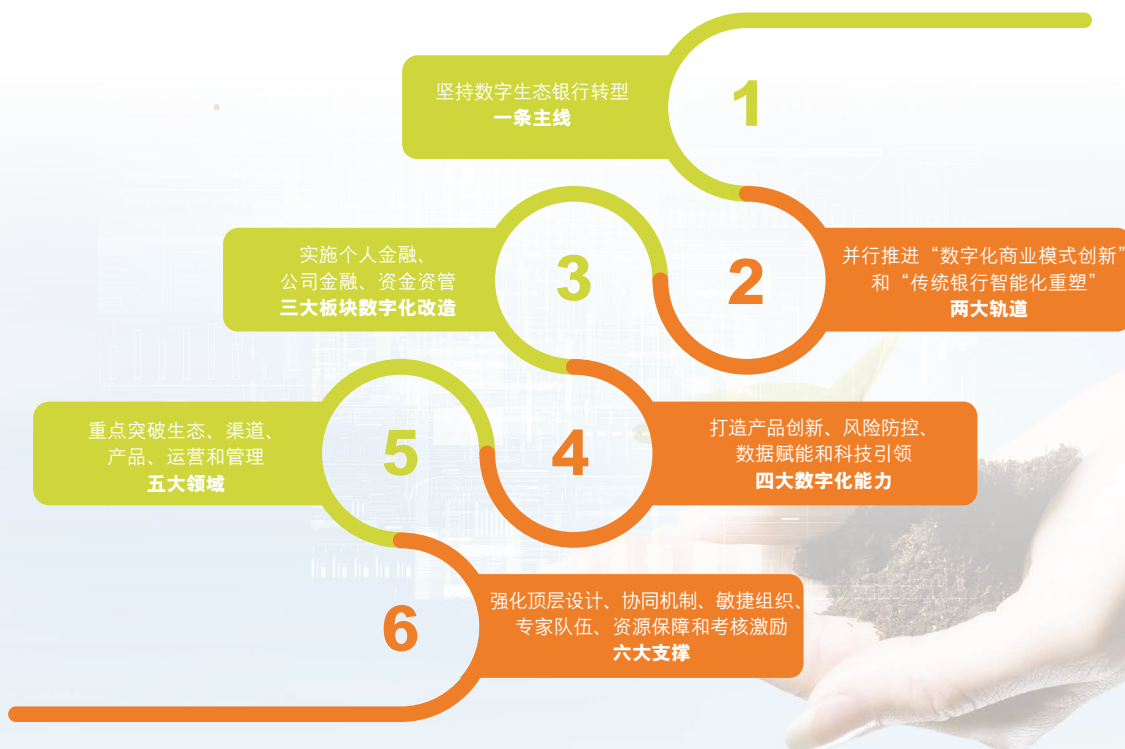 坚持数字生态银行转型
一条主线
1
并行推进“数字化商业模式创新”
和“传统银行智能化重塑”
两大轨道
2
实施个人金融、
公司金融、资金资管
三大板块数字化改造
3
打造产品创新、风险防控、
数据赋能和科技引领
四大数字化能力
4
重点突破生态、渠道、
产品、运营和管理
五大领域
5
强化顶层设计、协同机制、敏捷组织、
专家队伍、资源保障和考核激励
六大支撑
6